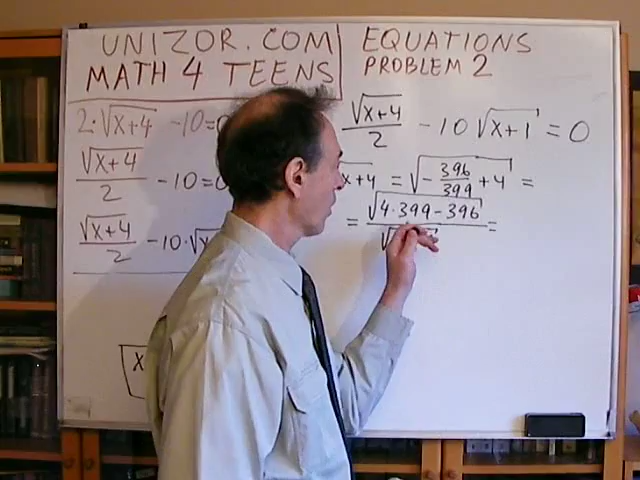 UNIZOR.COM
MATH 4 TEENS
2·√(x+4) -10=0
√(x+4)/2 -10=0
√(x+4)/2 -10·√x
x
EQUATIONS
PROBLEM 2
√(x+4)/2 - 10 √(x+1) = 0
x+4 = √(-396/399 +4) =
= √(4·399-396)/√ =